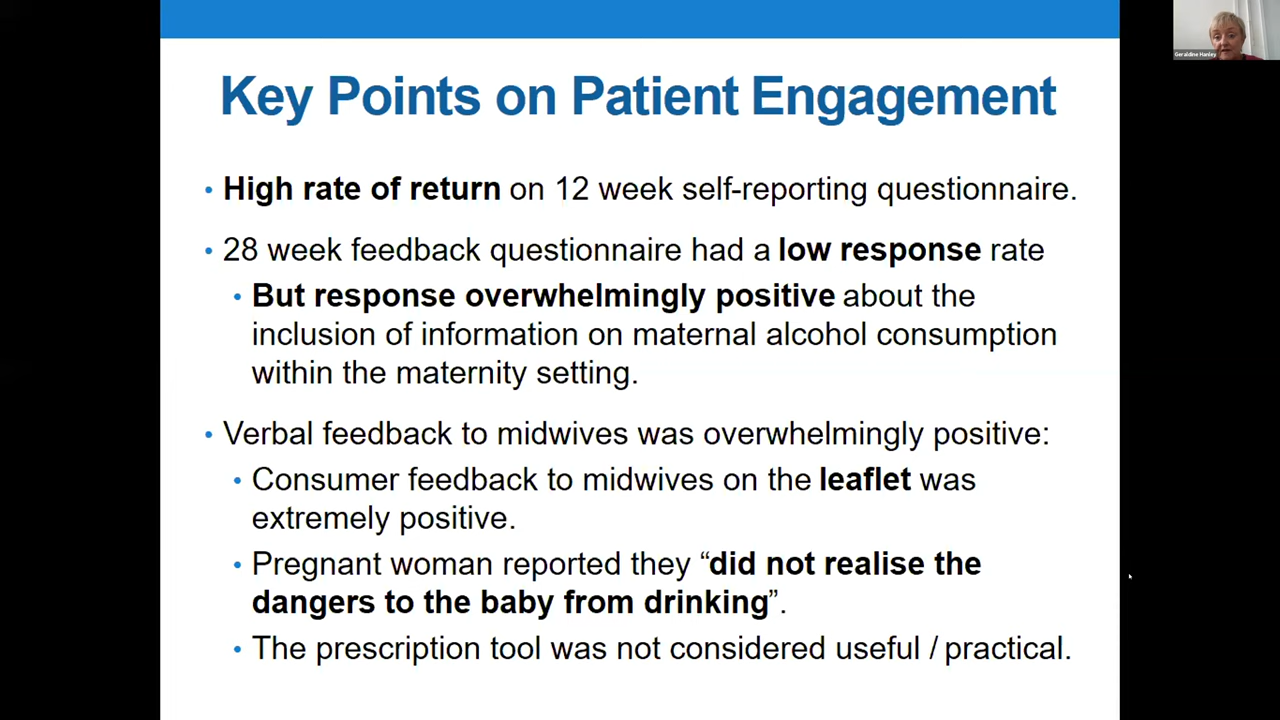 Geraldine Hanley
Key Points on Patient Engagement
• High rate of return on 12 week self-reporting questionnaire.
• 28 week feedback questionnaire had a low response rate
• But response overwhelmingly positive about the
inclusion of information on maternal alcohol consumption
within the maternity setting.
• Verbal feedback to midwives was overwhelmingly positive:
• Consumer feedback to midwives on the leaflet was
extremely positive.
• Pregnant woman reported they “did not realise the
dangers to the baby from drinking”.
• The prescription tool was not considered useful / practical.